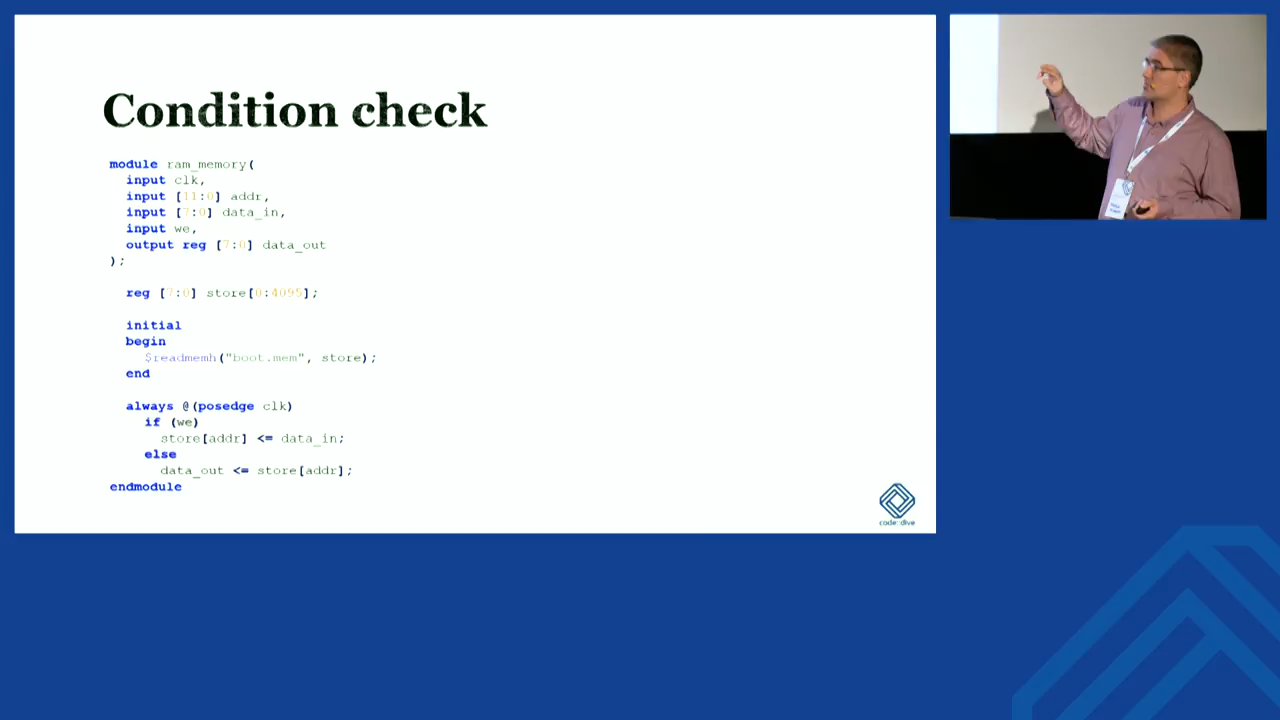 Condition check
module ram_memory(
input clk,
input [11:0] addr,
input [7:0] data_in,
input we,
output reg [7:0] data_out
);
reg [7:0] store[0:4095];
initial
begin
$readmemh("boot.mem", store);
end
always @(posedge clk)
if (we)
store[addr] <= data_in;
else
data_out <= store[addr];
endmodule
code::dive